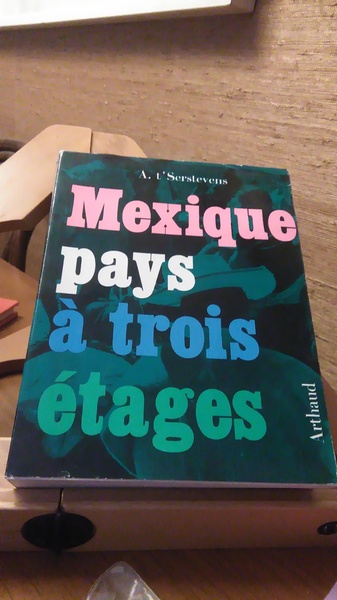 A. t'Serstevens
Mexique
pays
à trois
étages
Arthaud